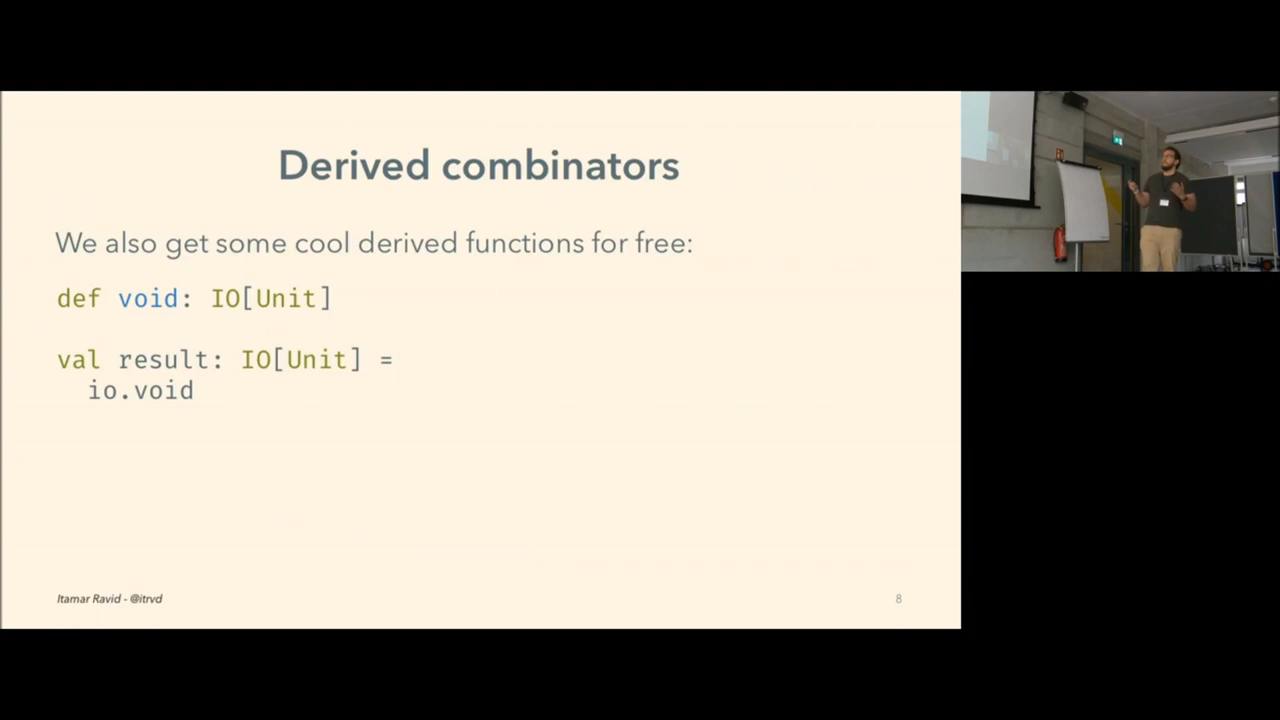 Derived combinators
We also get some cool derived functions for free:
def void: IO[Unit]
val result: IO[Unit] =
io.void
Itamar Ravid - @itrvd
8